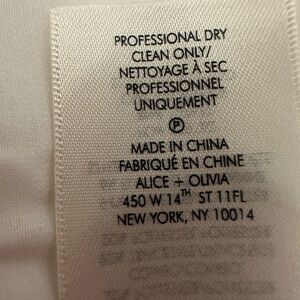 PROFESSIONAL DRY
CLEAN ONLY/
NETTOYAGE À SEC
PROFESSIONNEL
UNIQUEMENT
Ⓟ
MADE IN CHINA
FABRIQUÉ EN CHINE
ALICE + OLIVIA
450 W 14TH ST 11FL
NEW YORK, NY 10014